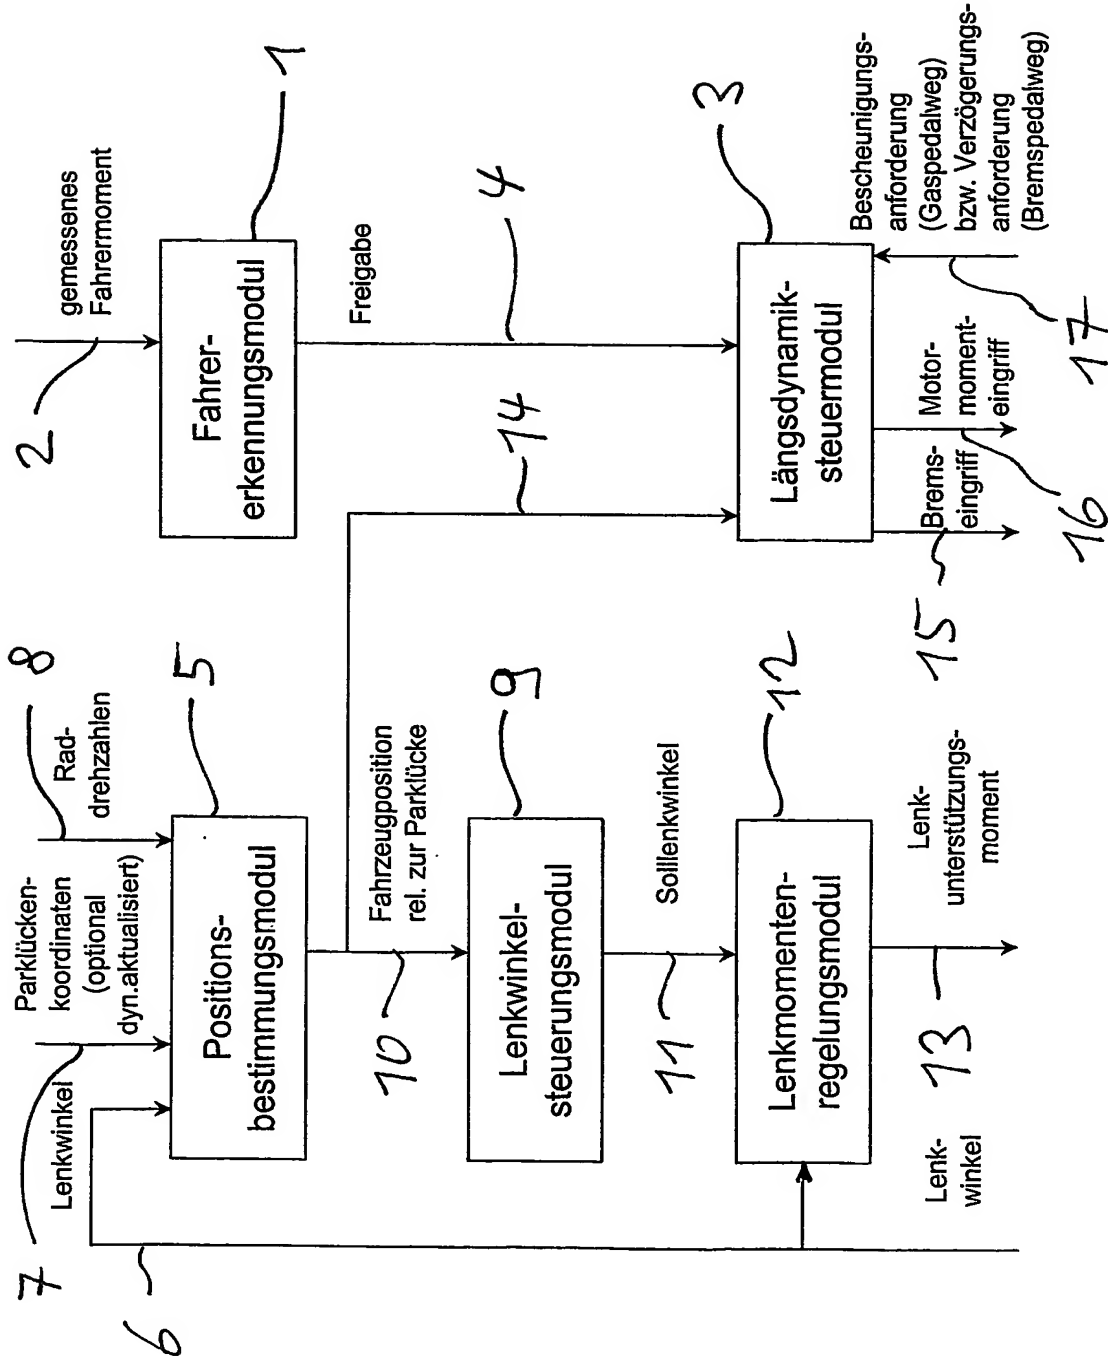 2
gemessenes
Fahrermoment
Fahrer-
erkennungsmodul
1
Freigabe
4
14
Längsdynamik-
steuermodul
3
Brems-
eingriff
15
Motor-
moment-
eingriff
16
Bescheunigungs-
anforderung
(Gaspedalweg)
bzw. Verzögerungs-
anforderung
(Bremspedalweg)
17
7
Lenkwinkel
Parklücken-
koordinaten
(optional
dyn.aktualisiert)
8
Rad-
drehzahlen
6
Positions-
bestimmungsmodul
5
10
Fahrzeugposition
rel. zur Parklücke
Lenkwinkel-
steuerungsmodul
9
11
Solllenkwinkel
Lenkmomenten-
regelungsmodul
12
Lenk-
winkel
13
Lenk-
unterstützungs-
moment